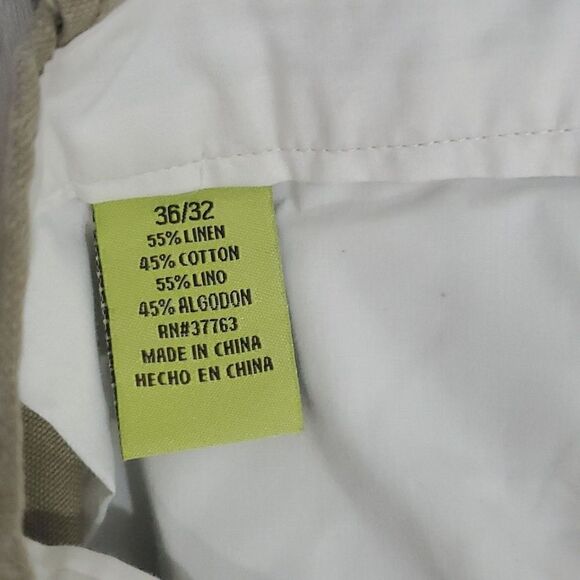 36/32
55% LINEN
45% COTTON
55% LINO
45% ALGODON
RN#37763
MADE IN CHINA
HECHO EN CHINA